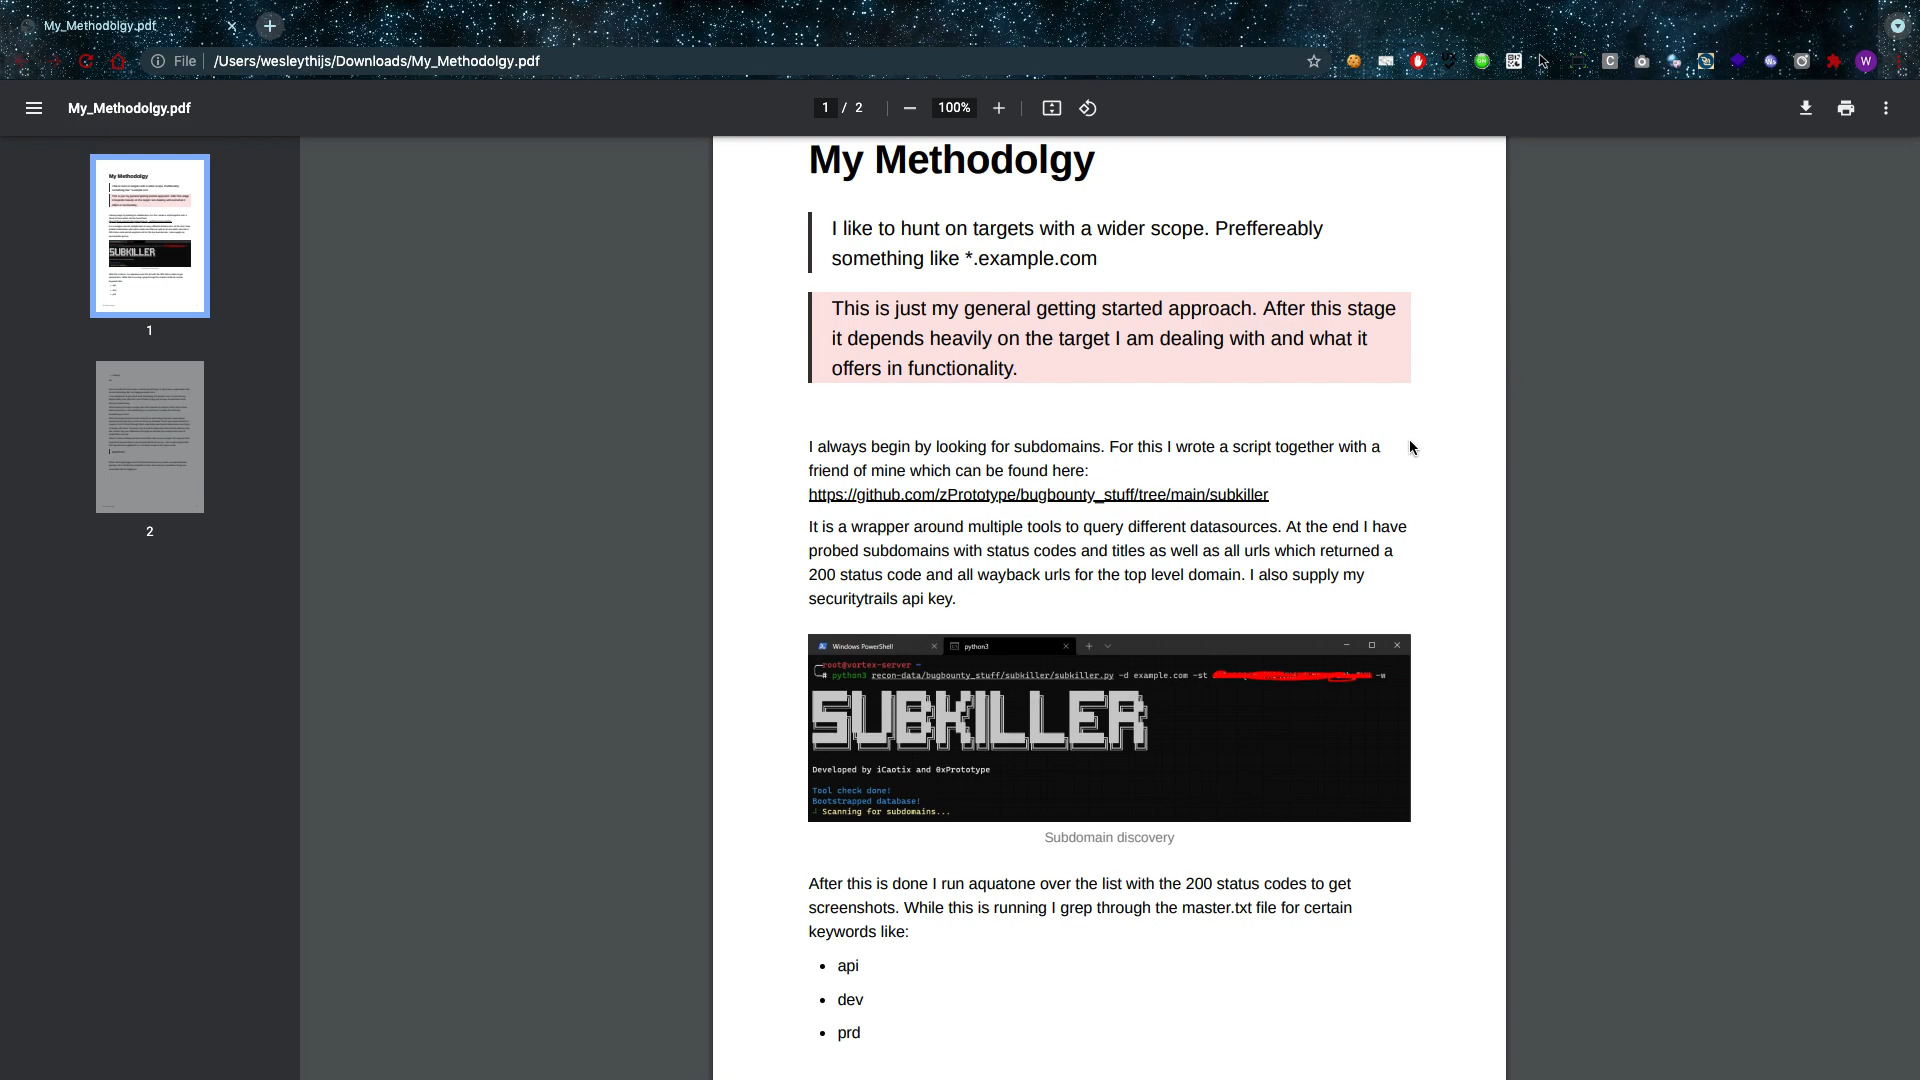 My_Methodolgy.pdf
File
/Users/wesleythijs/Downloads/My_Methodolgy.pdf
W
My_Methodolgy.pdf
1 / 2
100%
1
2
My Methodolgy
I like to hunt on targets with a wider scope. Preffereably
something like *.example.com
This is just my general getting started approach. After this stage
it depends heavily on the target I am dealing with and what it
offers in functionality.
I always begin by looking for subdomains. For this I wrote a script together with a
friend of mine which can be found here:
https://github.com/zPrototype/bugbounty_stuff/tree/main/subkiller
It is a wrapper around multiple tools to query different datasources. At the end I have
probed subdomains with status codes and titles as well as all urls which returned a
200 status code and all wayback urls for the top level domain. I also supply my
securitytrails api key.
Windows PowerShell
python3
root@vortex-server ~
# python3 recon-data/bugbounty_stuff/subkiller/subkiller.py -d example.com -st -w
SUBKILLER
Developed by iCaotix and 0xPrototype
Tool check done!
Bootstrapped database!
Scanning for subdomains...
Subdomain discovery
After this is done I run aquatone over the list with the 200 status codes to get
screenshots. While this is running I grep through the master.txt file for certain
keywords like:
• api
• dev
• prd